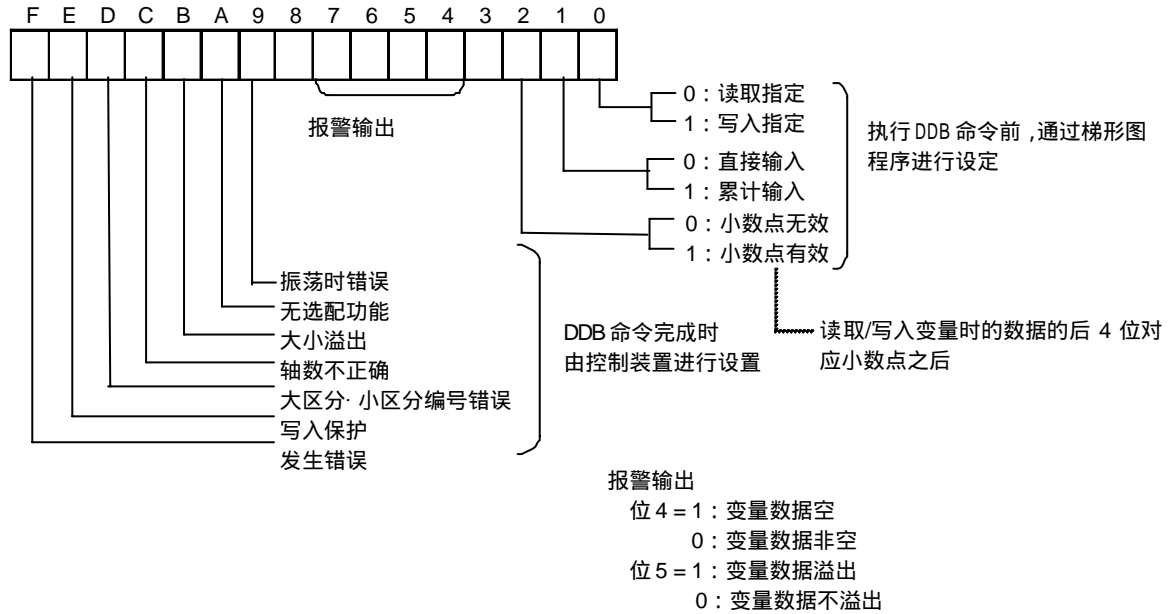 F E D C B A 9 8 7 6 5 4 3 2 1 0
报警输出
0：读取指定
1：写入指定
0：直接输入
1：累计输入
0：小数点无效
1：小数点有效
执行 DDB 命令前 ,通过梯形图
程序进行设定
振荡时错误
无选配功能
大小溢出
轴数不正确
大区分· 小区分编号错误
写入保护
发生错误
DDB 命令完成时
由控制装置进行设置
读取/写入变量时的数据的后 4 位对
应小数点之后
报警输出
位 4 = 1：变量数据空
0：变量数据非空
位 5 = 1：变量数据溢出
0：变量数据不溢出